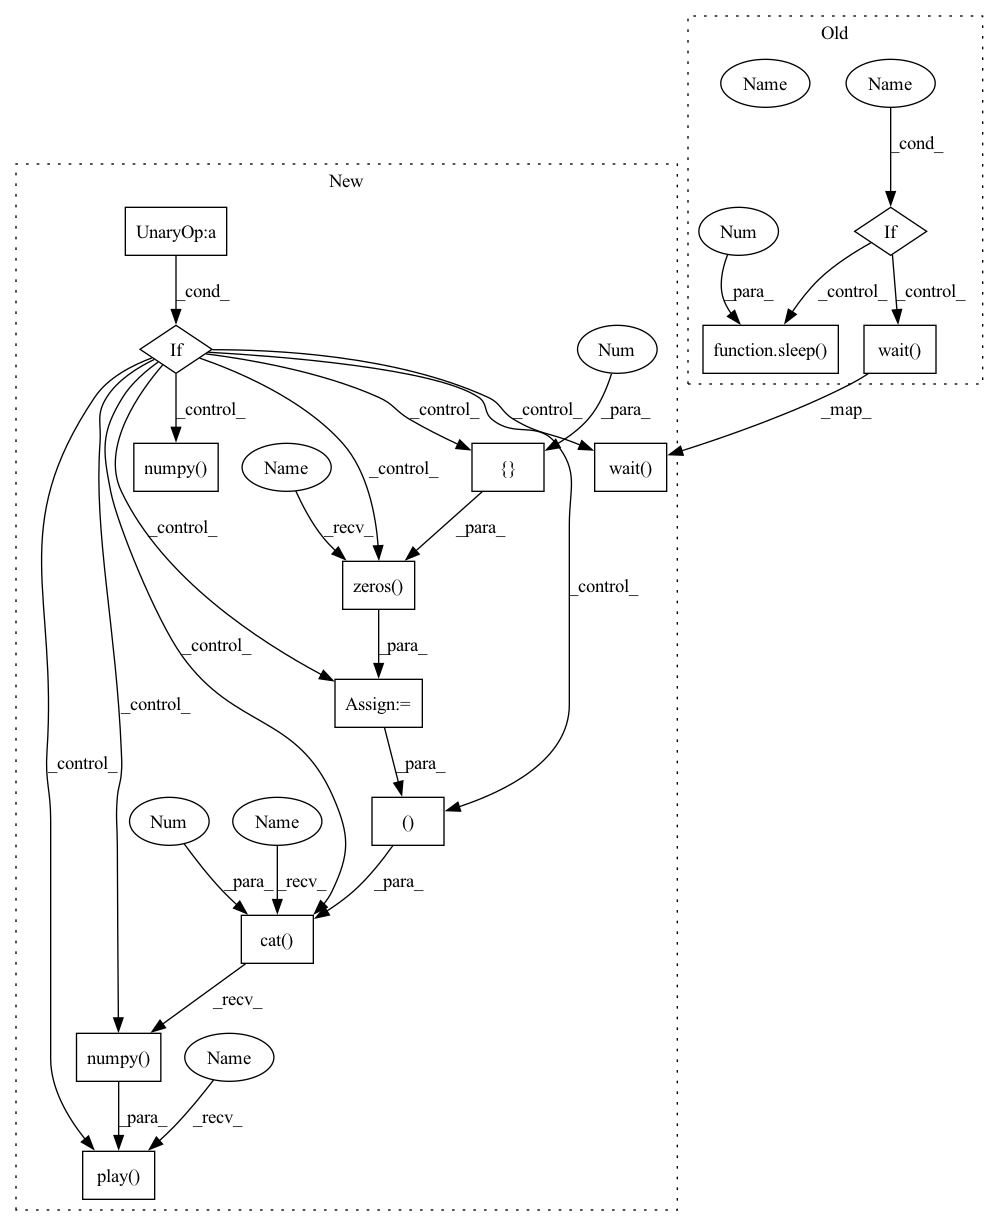 Old
Name
Name
_cond_
New
UnaryOp:a
Num
If
_cond_
_para_
_control_
_control_
If
Num
function.sleep()
wait()
_control_
_control_
_control_
_para_
_map_
numpy()
Name
{}
wait()
_control_
_control_
_recv_
_para_
zeros()
_control_
_control_
_para_
_control_
Assign:=
_control_
_para_
Num
Name
()
_para_
_recv_
_para_
cat()
_recv_
numpy()
Name
_para_
_recv_
play()